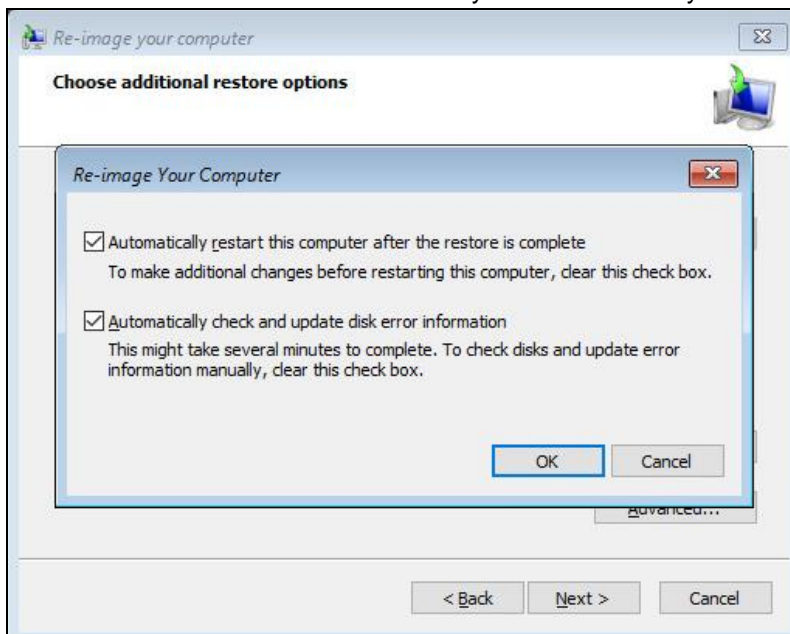 Re-image your computer
Choose additional restore options
Re-image Your Computer
Automatically restart this computer after the restore is complete
To make additional changes before restarting this computer, clear this check box.
Automatically check and update disk error information
This might take several minutes to complete. To check disks and update error
information manually, clear this check box.
OK Cancel
Advanced...
< Back Next > Cancel